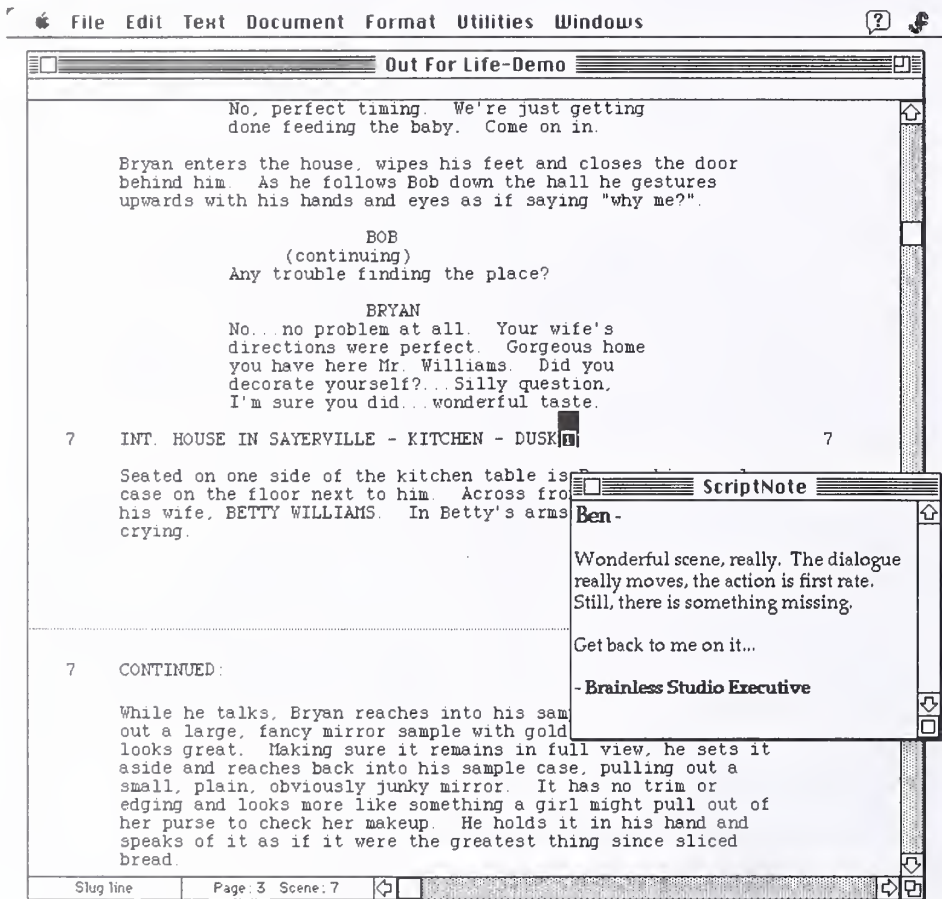 File Edit Text Document Format Utilities Windows
Out For Life-Demo
No, perfect timing. We're just getting
done feeding the baby. Come on in.
Bryan enters the house, wipes his feet and closes the door
behind him. As he follows Bob down the hall he gestures
upwards with his hands and eyes as if saying "why me?".
BOB
(continuing)
Any trouble finding the place?
BRYAN
No...no problem at all. Your wife's
directions were perfect. Gorgeous home
you have here Mr. Williams. Did you
decorate yourself?...Silly question,
I'm sure you did...wonderful taste.
7 INT. HOUSE IN SAYERVILLE - KITCHEN - DUSK 7
Seated on one side of the kitchen table is
case on the floor next to him. Across
his wife, BETTY WILLIAMS. In Betty's arms
crying.
ScriptNote
Ben -
Wonderful scene, really. The dialogue
really moves, the action is first rate.
Still, there is something missing.
Get back to me on it...
- Brainless Studio Executive
7 CONTINUED:
While he talks, Bryan reaches into his
out a large, fancy mirror sample with gold
looks great. Making sure it remains in full view, he sets it
aside and reaches back into his sample case, pulling out a
small, plain, obviously junky mirror. It has no trim or
edging and looks more like something a girl might pull out of
her purse to check her makeup. He holds it in his hand and
speaks of it as if it were the greatest thing since sliced
bread.
Slug line Page: 3 Scene: 7